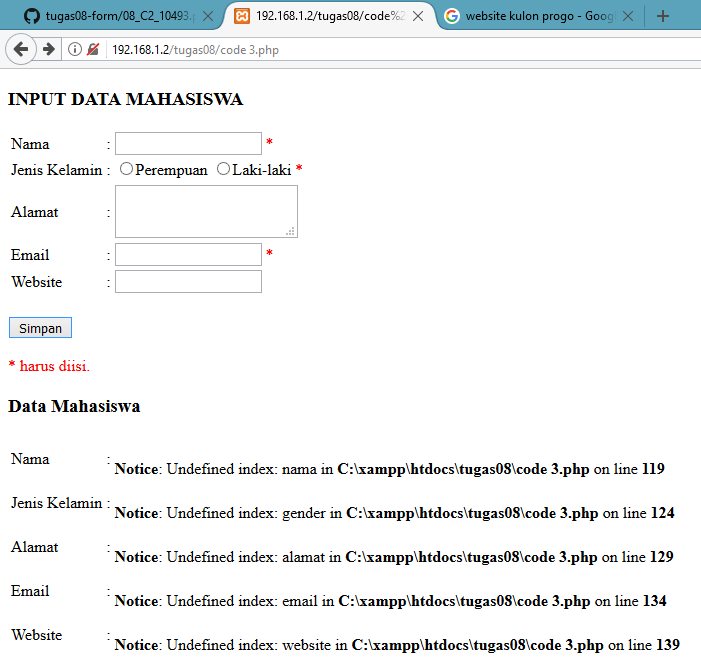 tugas08-form/08_C2_10493.p
192.168.1.2/tugas08/code%2
website kulon progo - Goog
192.168.1.2/tugas08/code 3.php
INPUT DATA MAHASISWA
Nama : *
Jenis Kelamin : Perempuan Laki-laki *
Alamat :
Email : *
Website :
Simpan
* harus diisi.
Data Mahasiswa
Nama :
Notice: Undefined index: nama in C:\xampp\htdocs\tugas08\code 3.php on line 119
Jenis Kelamin :
Notice: Undefined index: gender in C:\xampp\htdocs\tugas08\code 3.php on line 124
Alamat :
Notice: Undefined index: alamat in C:\xampp\htdocs\tugas08\code 3.php on line 129
Email :
Notice: Undefined index: email in C:\xampp\htdocs\tugas08\code 3.php on line 134
Website :
Notice: Undefined index: website in C:\xampp\htdocs\tugas08\code 3.php on line 139